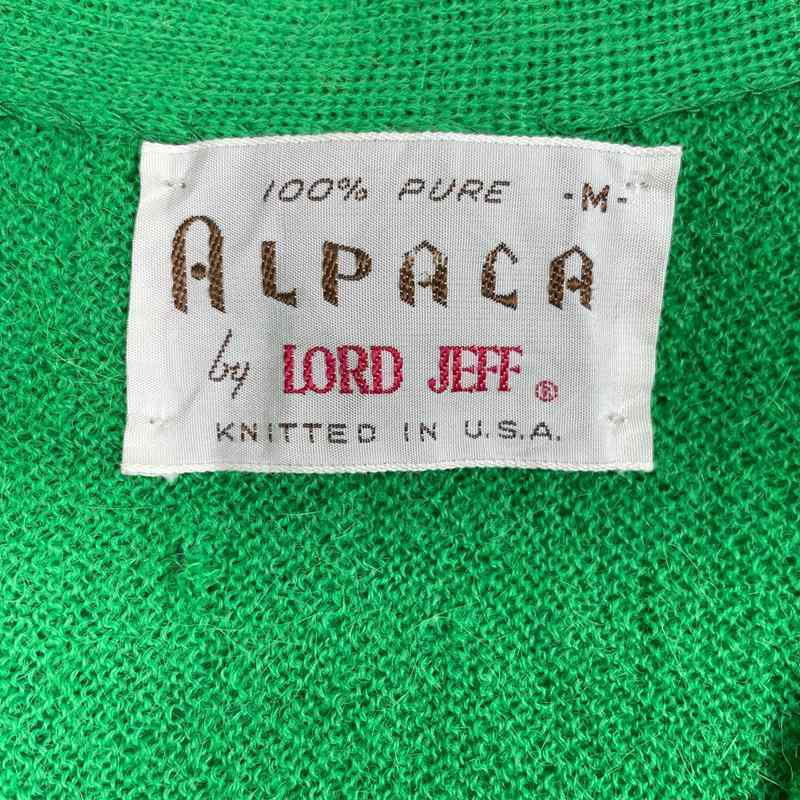 100% PURE -M-
ALPACA
by LORD JEFF ®
KNITTED IN U.S.A.